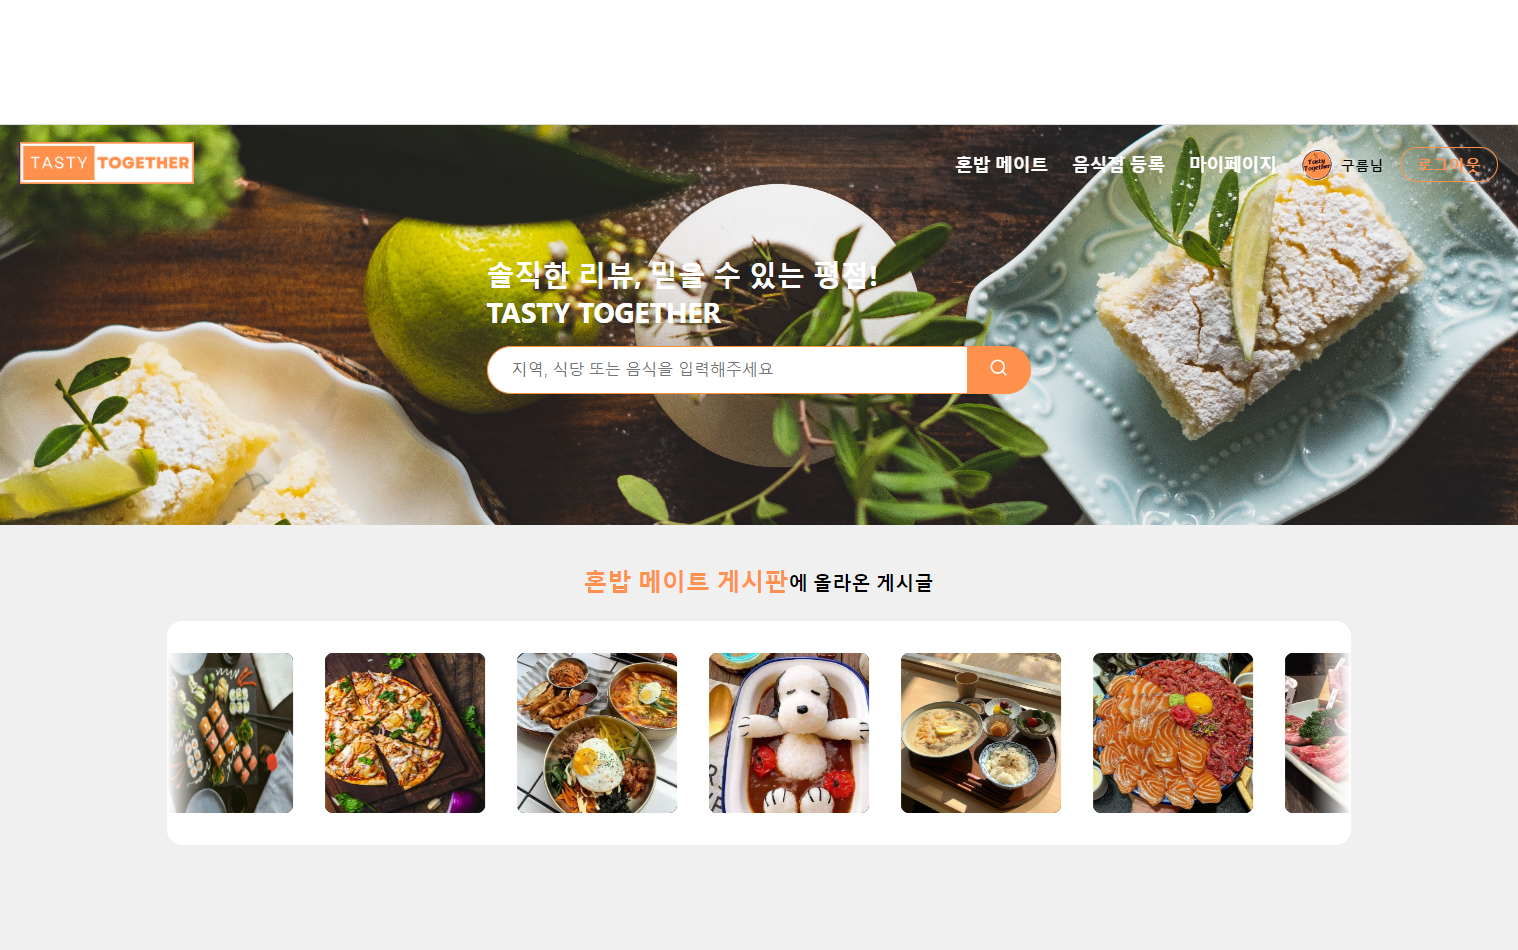 TASTY TOGETHER
혼밥 메이트 음식점 등록 마이페이지 Tasty Together 구름님 로그아웃
솔직한 리뷰, 믿을 수 있는 평점!
TASTY TOGETHER
지역, 식당 또는 음식을 입력해주세요
혼밥 메이트 게시판에 올라온 게시글